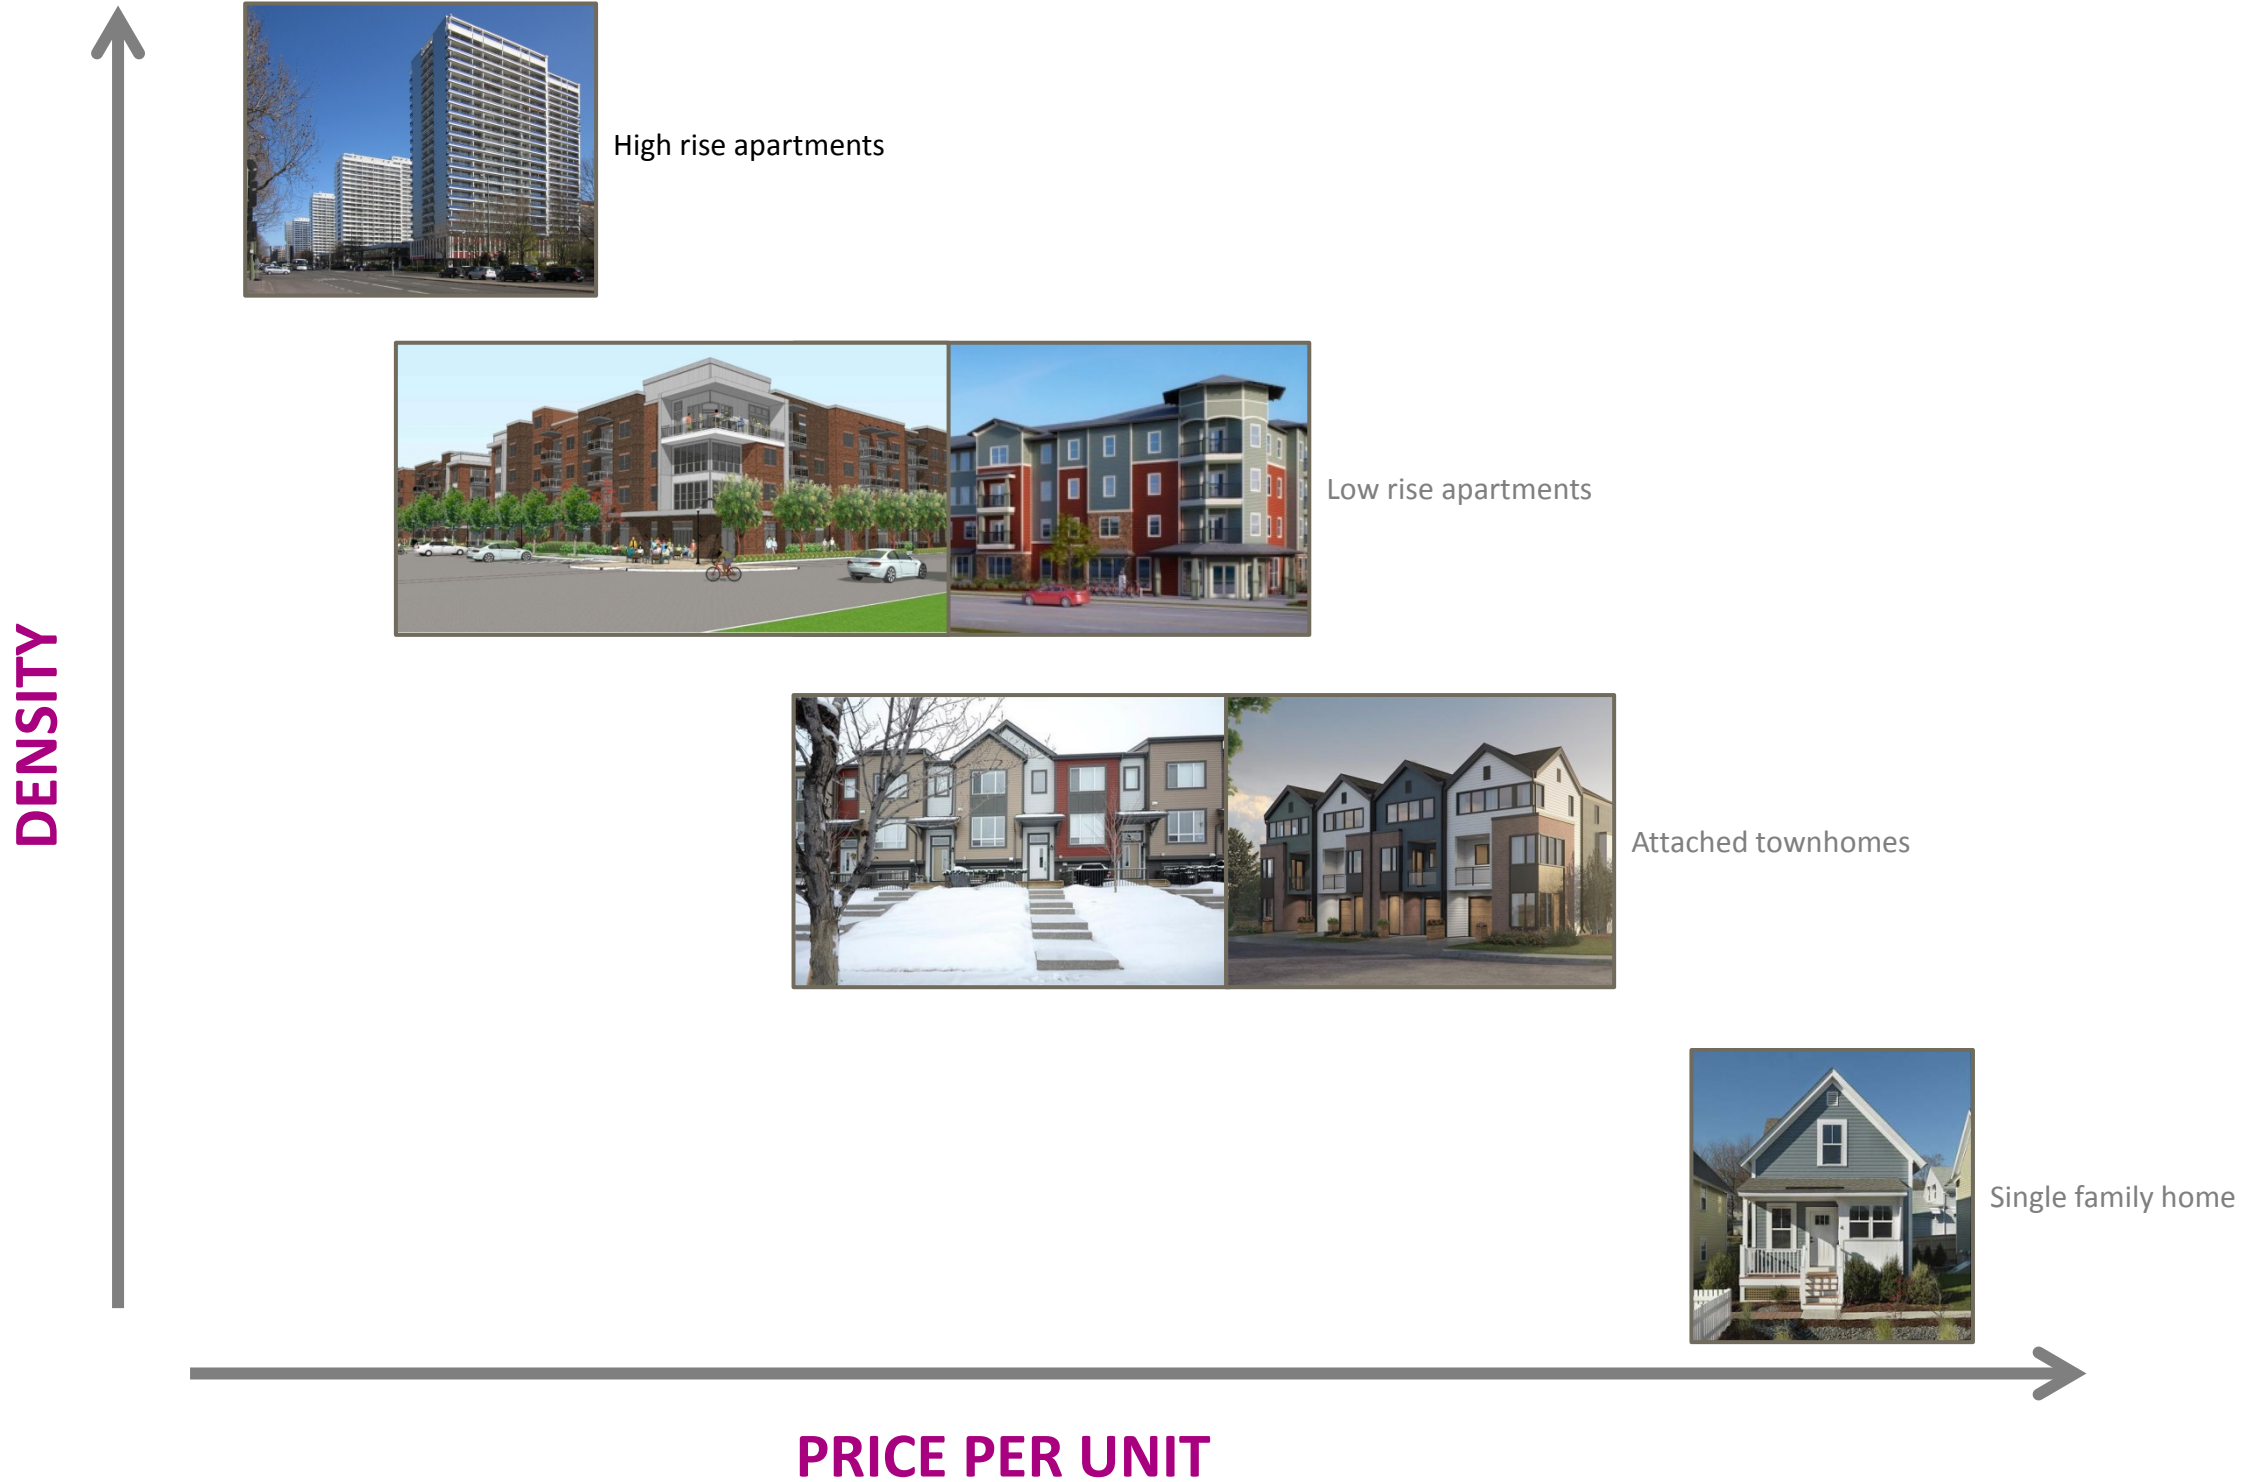 High rise apartments
Low rise apartments
DENSITY
Attached townhomes
Single family home
PRICE PER UNIT